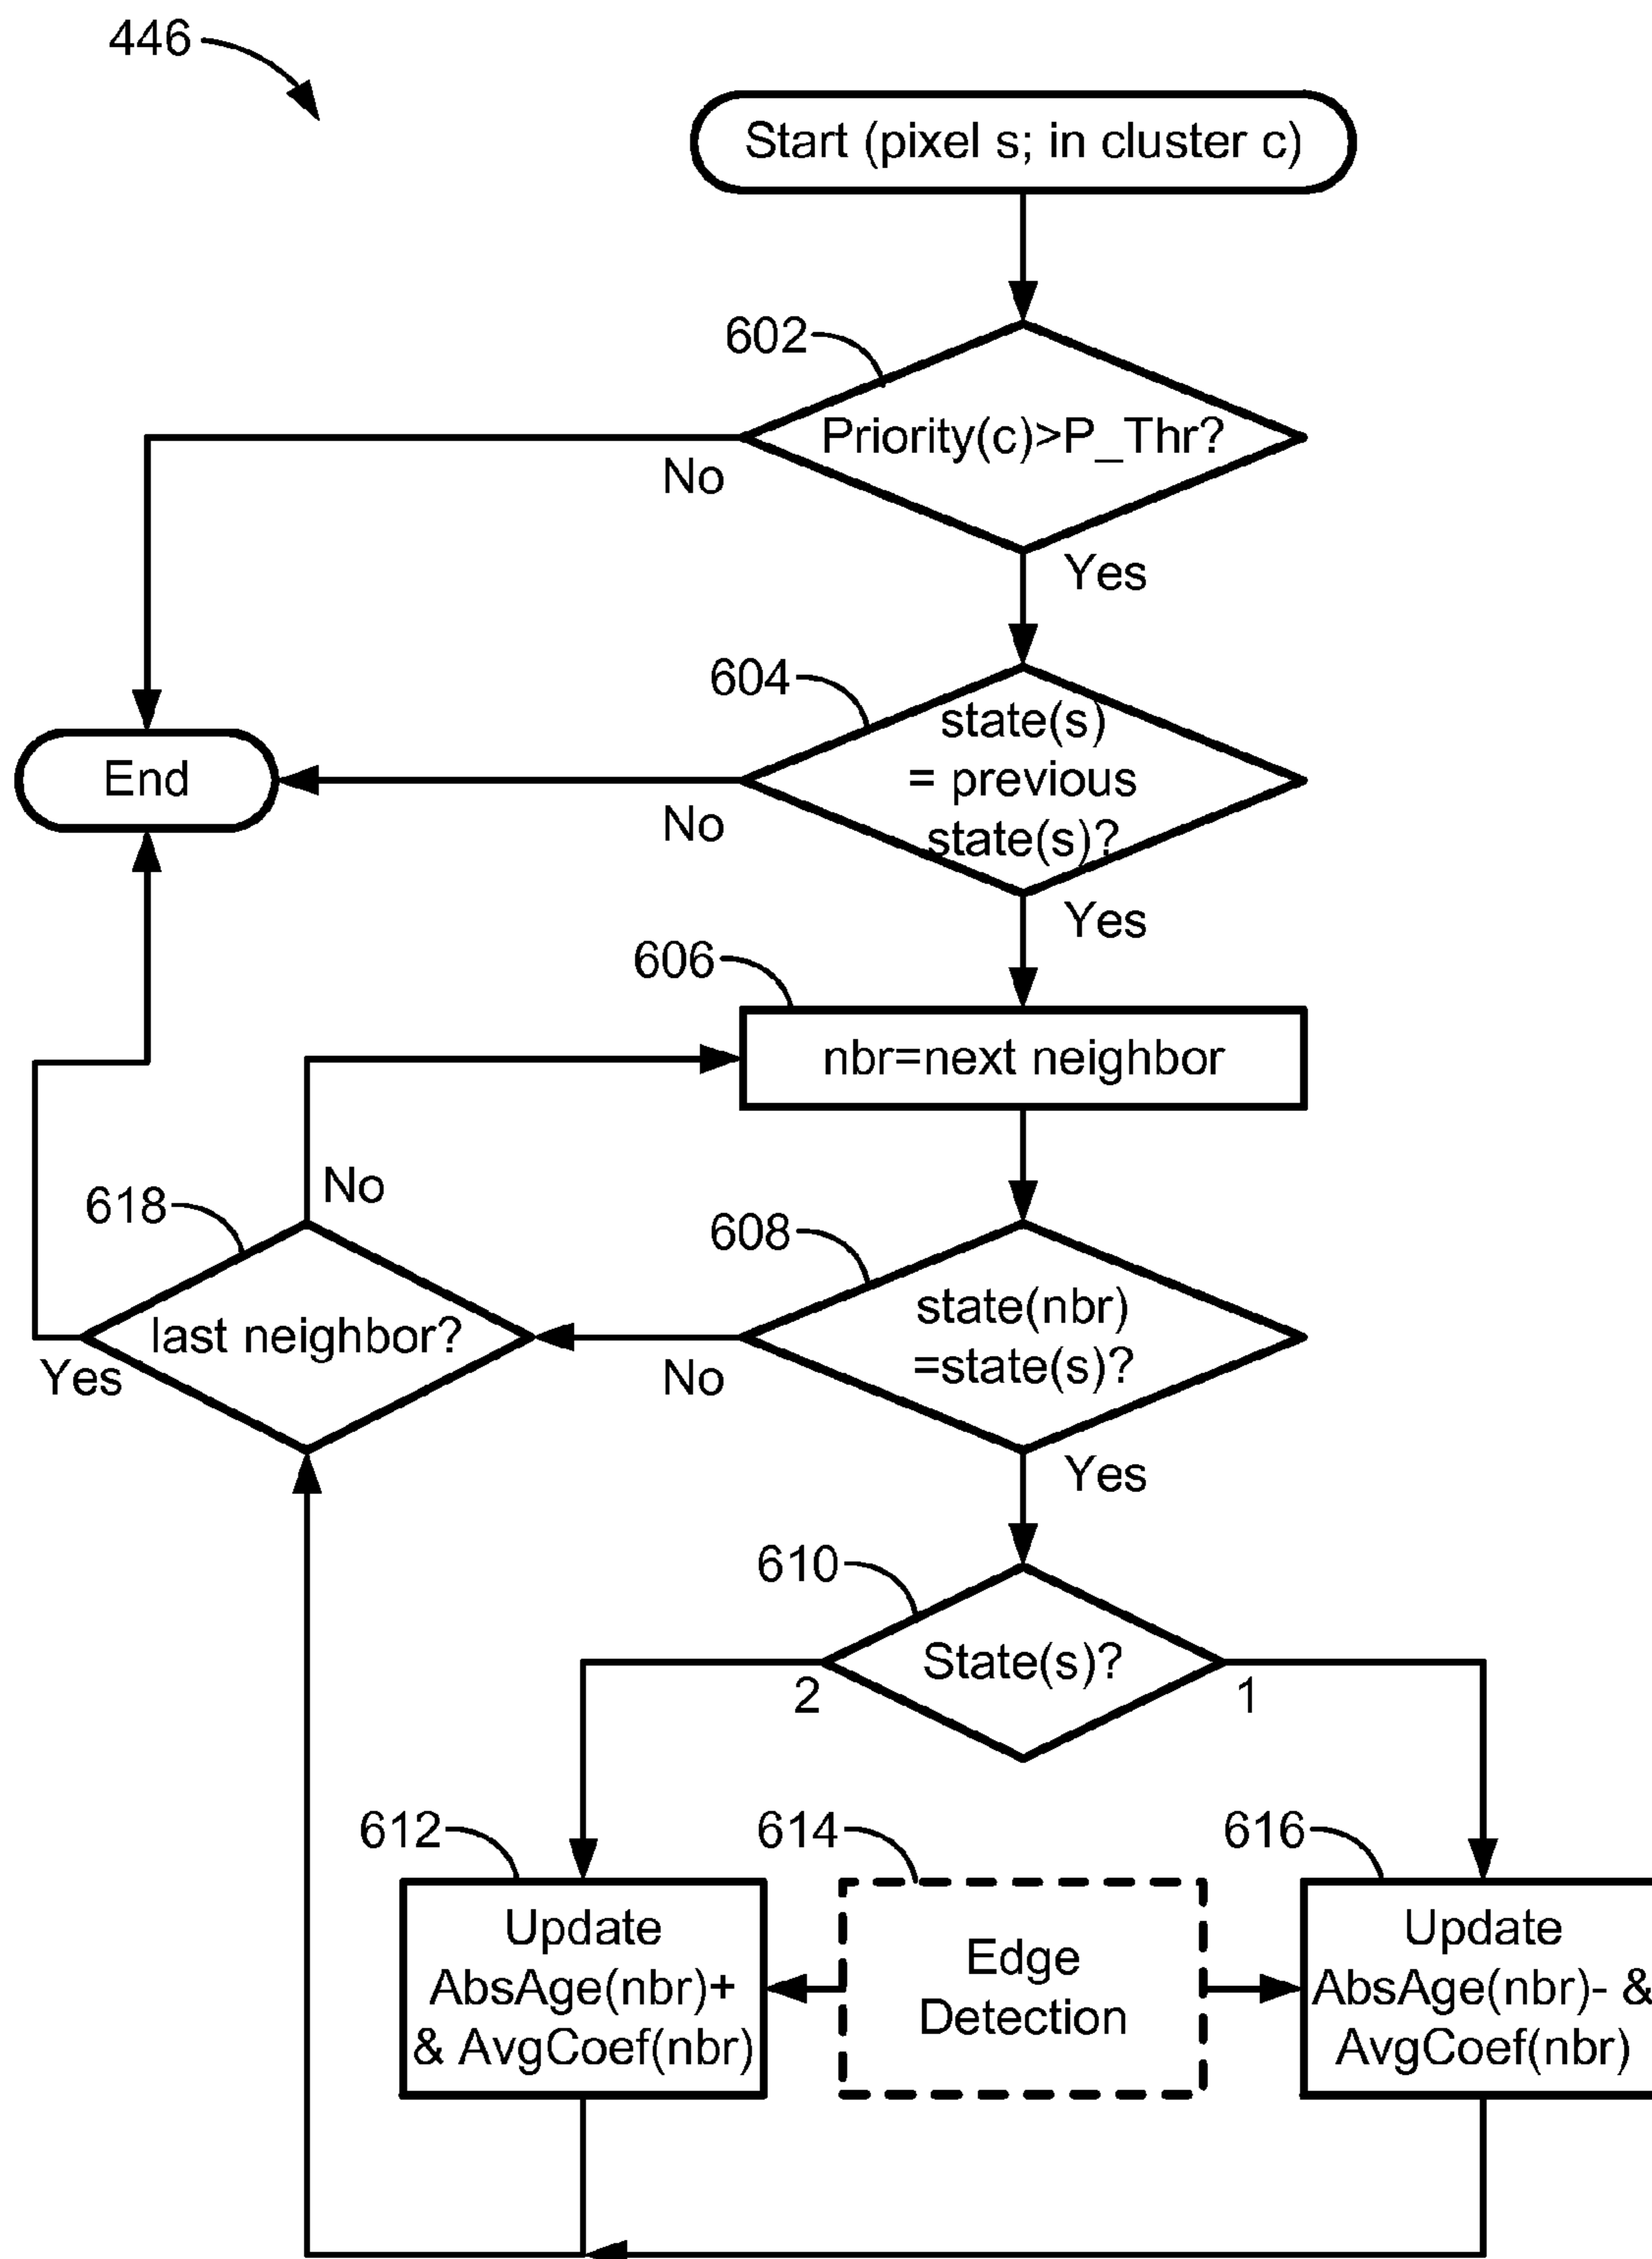 446
Start (pixel s; in cluster c)
602
Priority(c)>P_Thr?
No
Yes
604
state(s)
= previous
state(s)?
End
No
Yes
606
nbr=next neighbor
No
618
608
last neighbor?
state(nbr)
=state(s)?
Yes
No
Yes
610
State(s)?
2
1
612
614
616
Update
AbsAge(nbr)+
& AvgCoef(nbr)
Edge
Detection
Update
AbsAge(nbr)- &
AvgCoef(nbr)